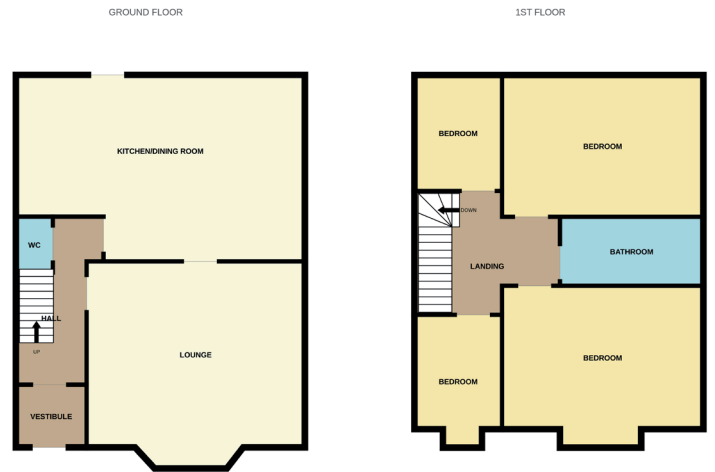 GROUND FLOOR
KITCHEN/DINING ROOM
WC
HALL
UP
LOUNGE
VESTIBULE
1ST FLOOR
BEDROOM
BEDROOM
DOWN
LANDING
BATHROOM
BEDROOM
BEDROOM